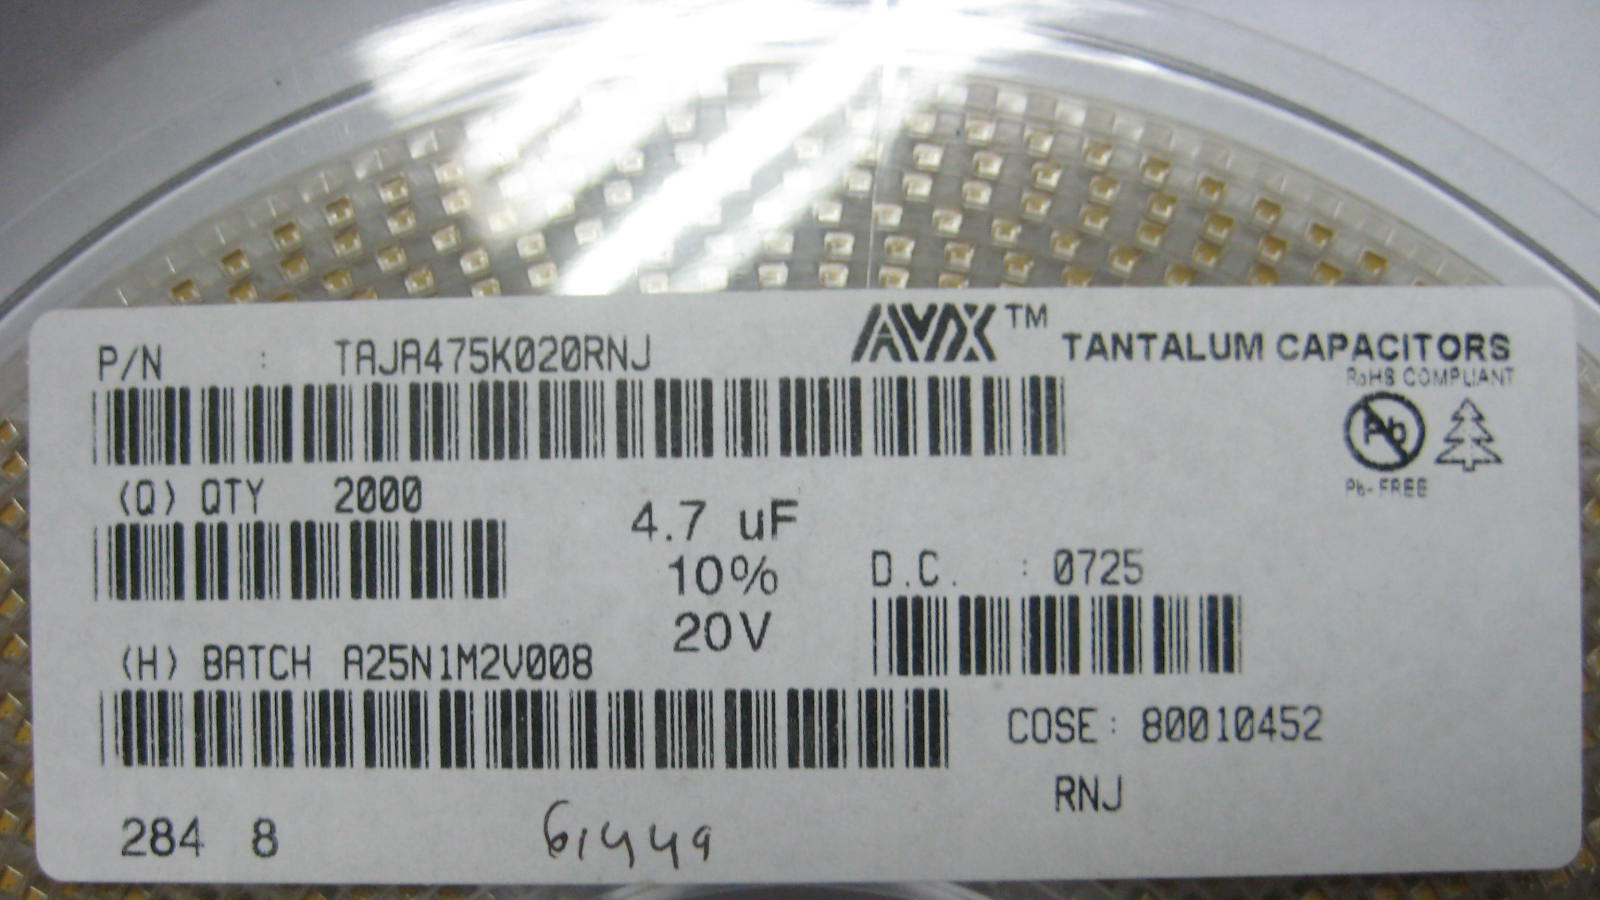 P/N : TAJA475K020RNJ
AVX™ TANTALUM CAPACITORS
RoHS COMPLIANT
Pb
Pb-FREE
(Q) QTY 2000
4.7 uF
10%
20V
D.C. : 0725
(H) BATCH A25N1M2V008
COSE: 80010452
RNJ
284 8
61449